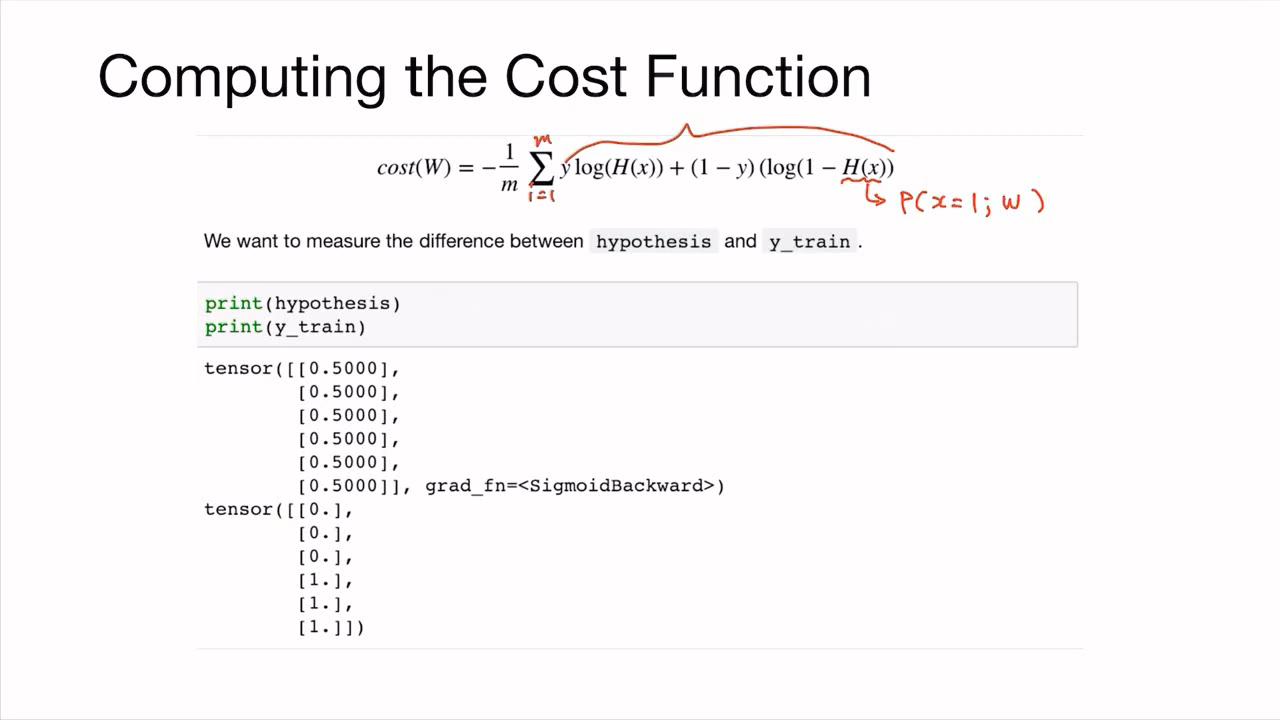 Computing the Cost Function
m
cost(W) = −1/m ∑ y log(H(x)) + (1 − y) (log(1 − H(x))
i=1
P(x=1; W)
We want to measure the difference between hypothesis and y_train .
print(hypothesis)
print(y_train)
tensor([[0.5000],
[0.5000],
[0.5000],
[0.5000],
[0.5000],
[0.5000]], grad_fn=<SigmoidBackward>)
tensor([[0.],
[0.],
[0.],
[1.],
[1.],
[1.]])